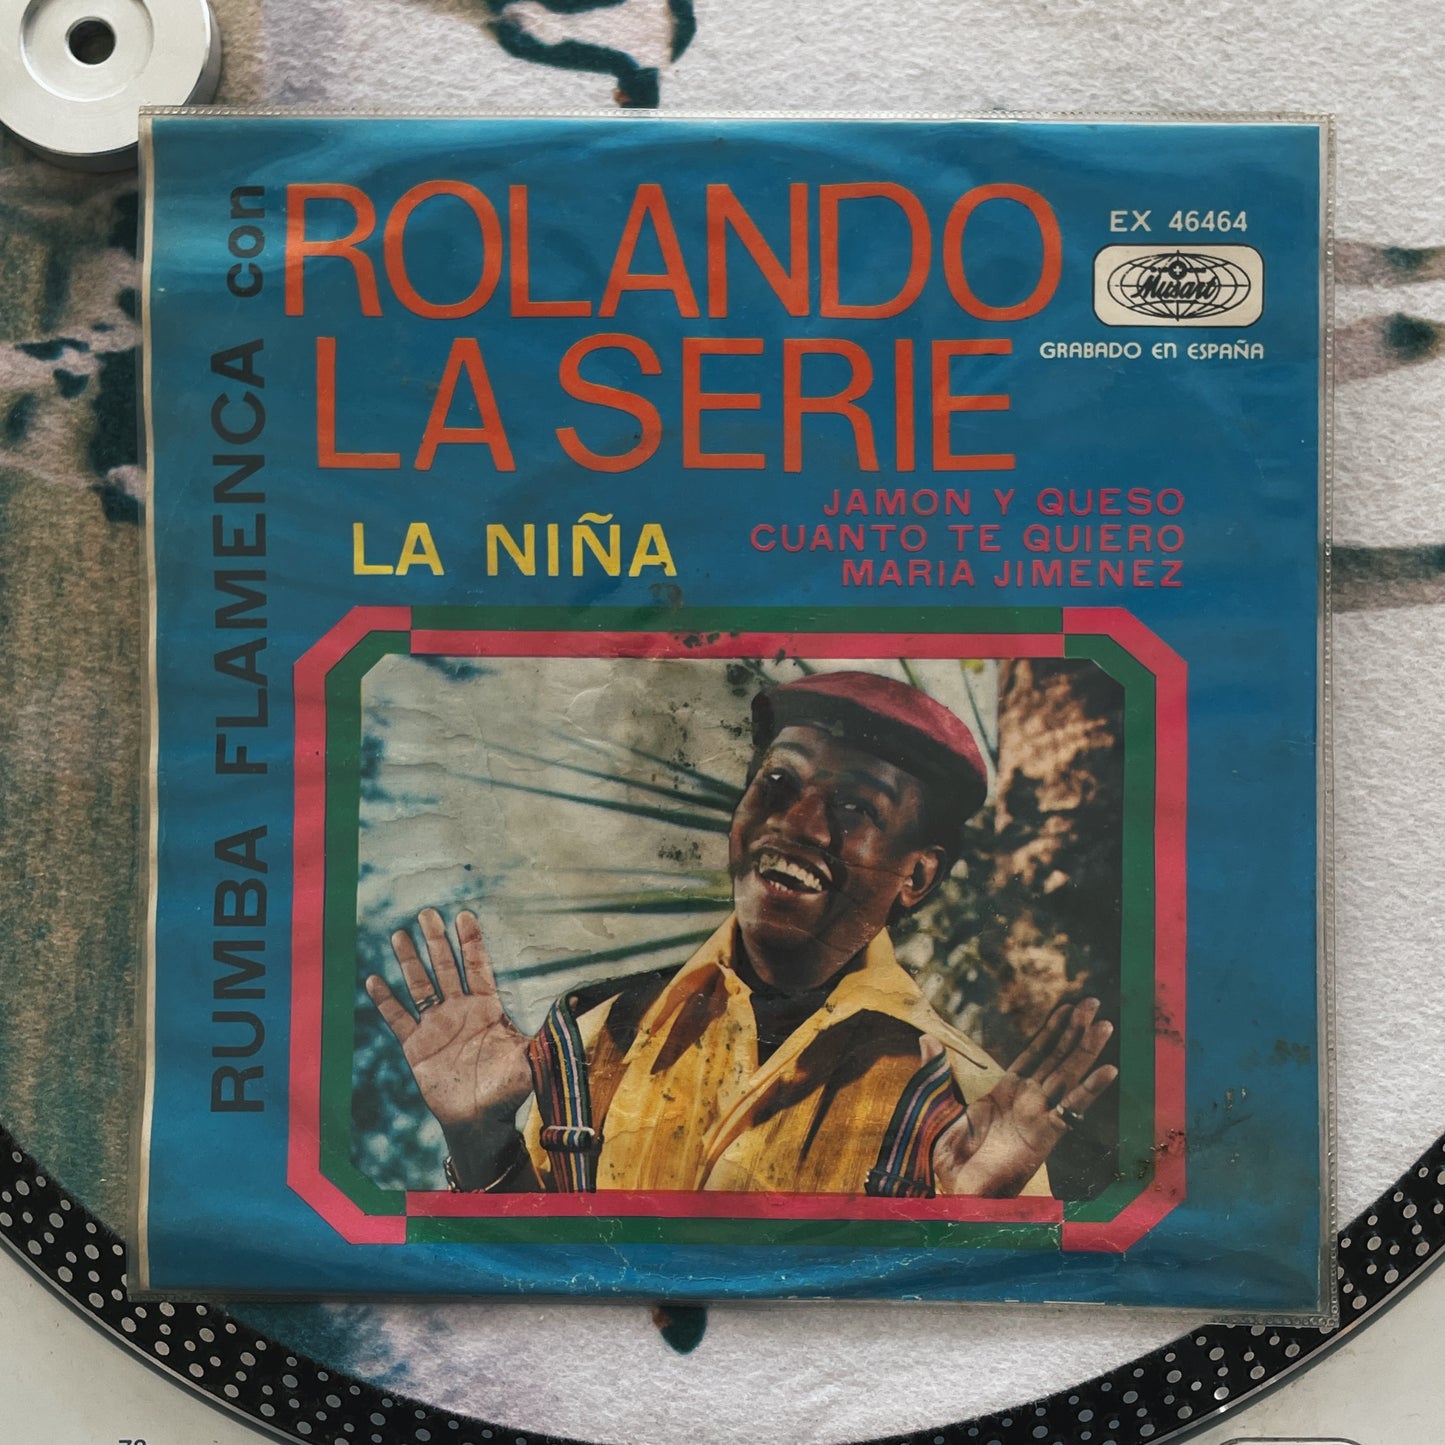 RUMBA FLAMENCA con
ROLANDO
LA SERIE
EX 46464
Musart
GRABADO EN ESPAÑA
LA NIÑA
JAMON Y QUESO
CUANTO TE QUIERO
MARIA JIMENEZ